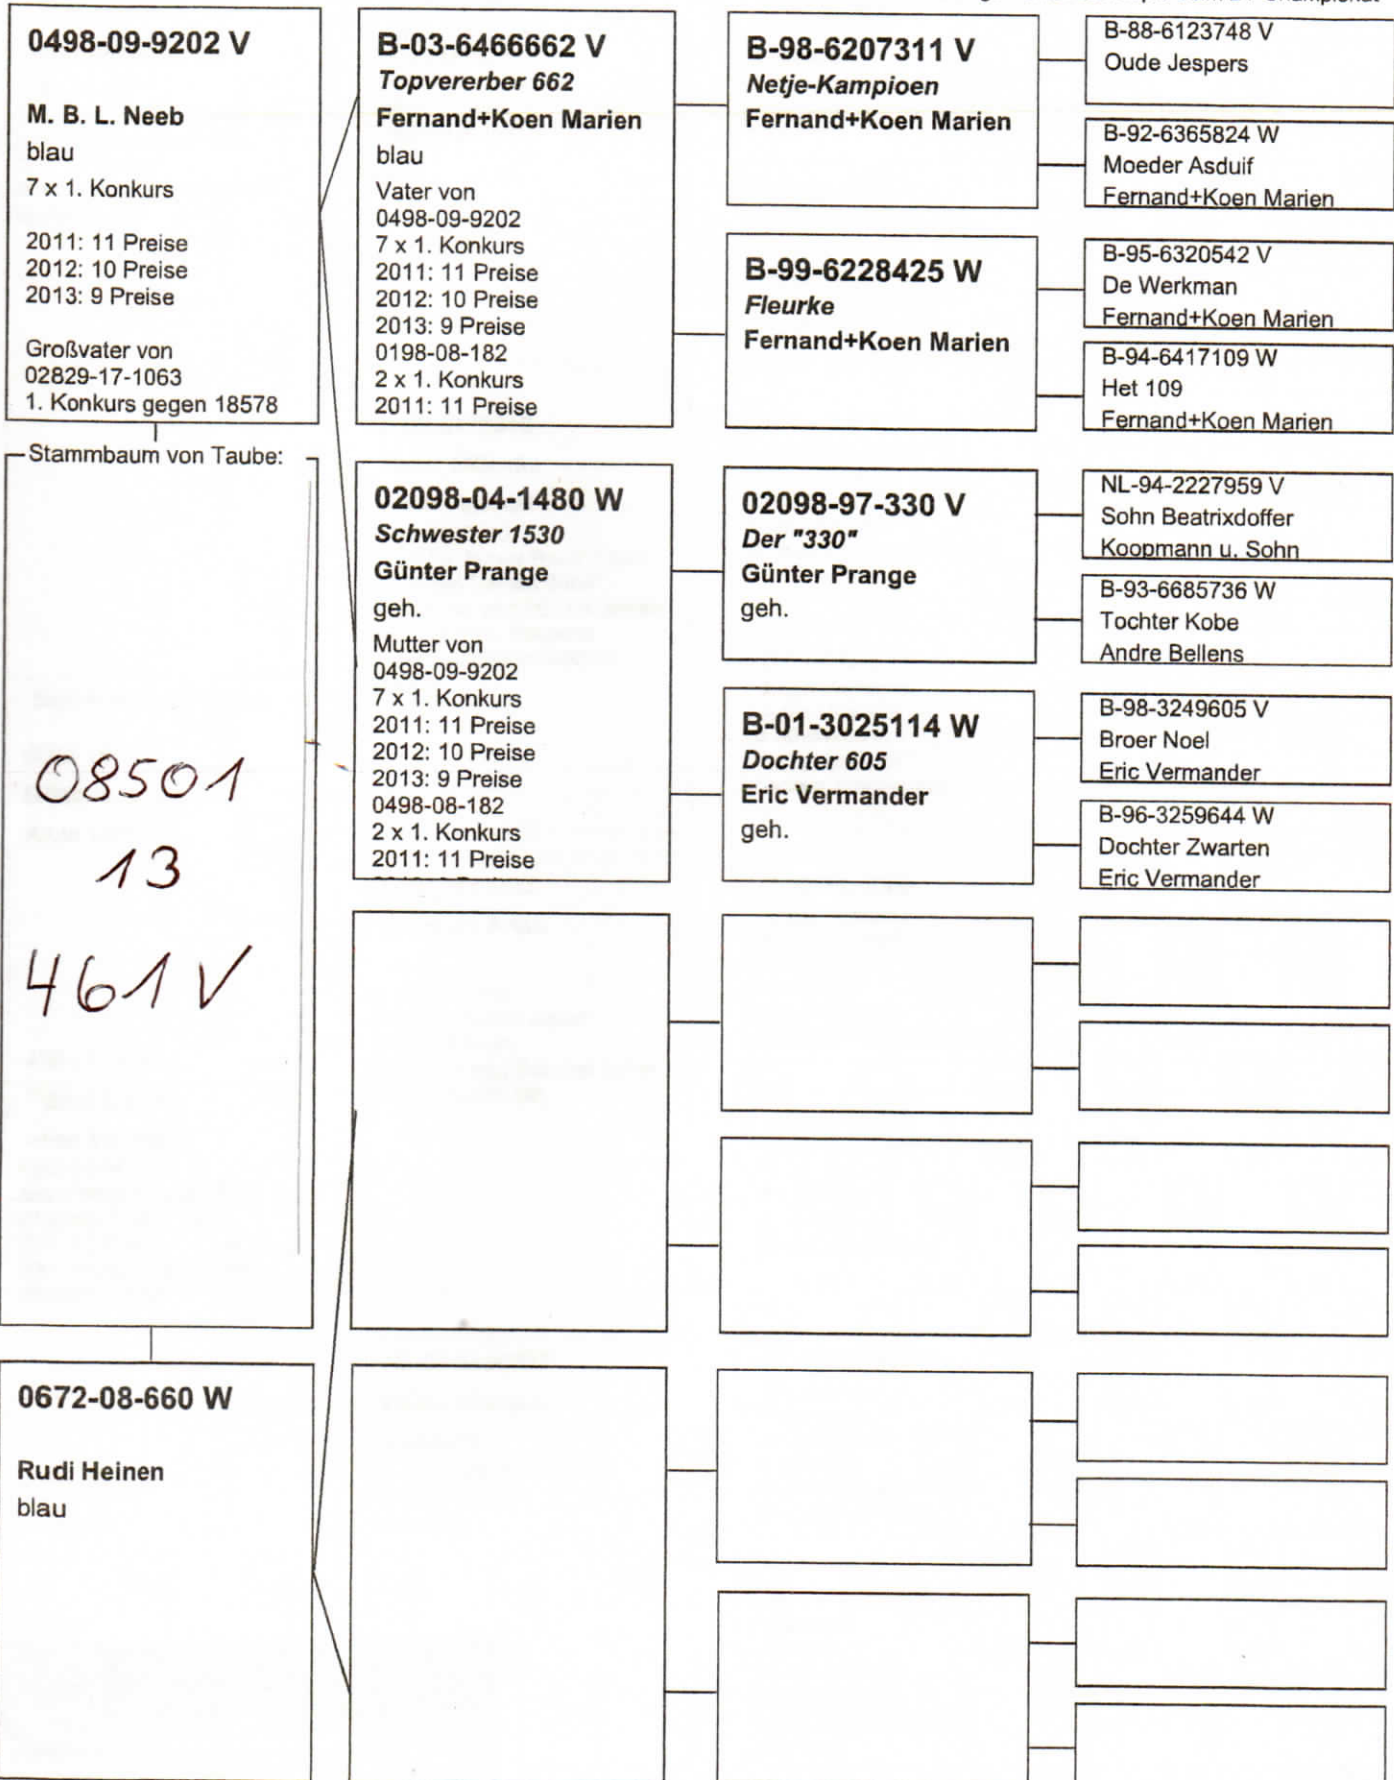 0498-09-9202 V
M. B. L. Neeb
blau
7 x 1. Konkurs
2011: 11 Preise
2012: 10 Preise
2013: 9 Preise
Großvater von
02829-17-1063
1. Konkurs gegen 18578
Stammbaum von Taube:
08501
13
461 V
0672-08-660 W
Rudi Heinen
blau
B-03-6466662 V
Topvererber 662
Fernand+Koen Marien
blau
Vater von
0498-09-9202
7 x 1. Konkurs
2011: 11 Preise
2012: 10 Preise
2013: 9 Preise
0198-08-182
2 x 1. Konkurs
2011: 11 Preise
02098-04-1480 W
Schwester 1530
Günter Prange
geh.
Mutter von
0498-09-9202
7 x 1. Konkurs
2011: 11 Preise
2012: 10 Preise
2013: 9 Preise
0498-08-182
2 x 1. Konkurs
2011: 11 Preise
B-98-6207311 V
Netje-Kampioen
Fernand+Koen Marien
B-99-6228425 W
Fleurke
Fernand+Koen Marien
02098-97-330 V
Der "330"
Günter Prange
geh.
B-01-3025114 W
Dochter 605
Eric Vermander
geh.
B-88-6123748 V
Oude Jespers
B-92-6365824 W
Moeder Asduif
Fernand+Koen Marien
B-95-6320542 V
De Werkman
Fernand+Koen Marien
B-94-6417109 W
Het 109
Fernand+Koen Marien
NL-94-2227959 V
Sohn Beatrixdoffer
Koopmann u. Sohn
B-93-6685736 W
Tochter Kobe
Andre Bellens
B-98-3249605 V
Broer Noel
Eric Vermander
B-96-3259644 W
Dochter Zwarten
Eric Vermander